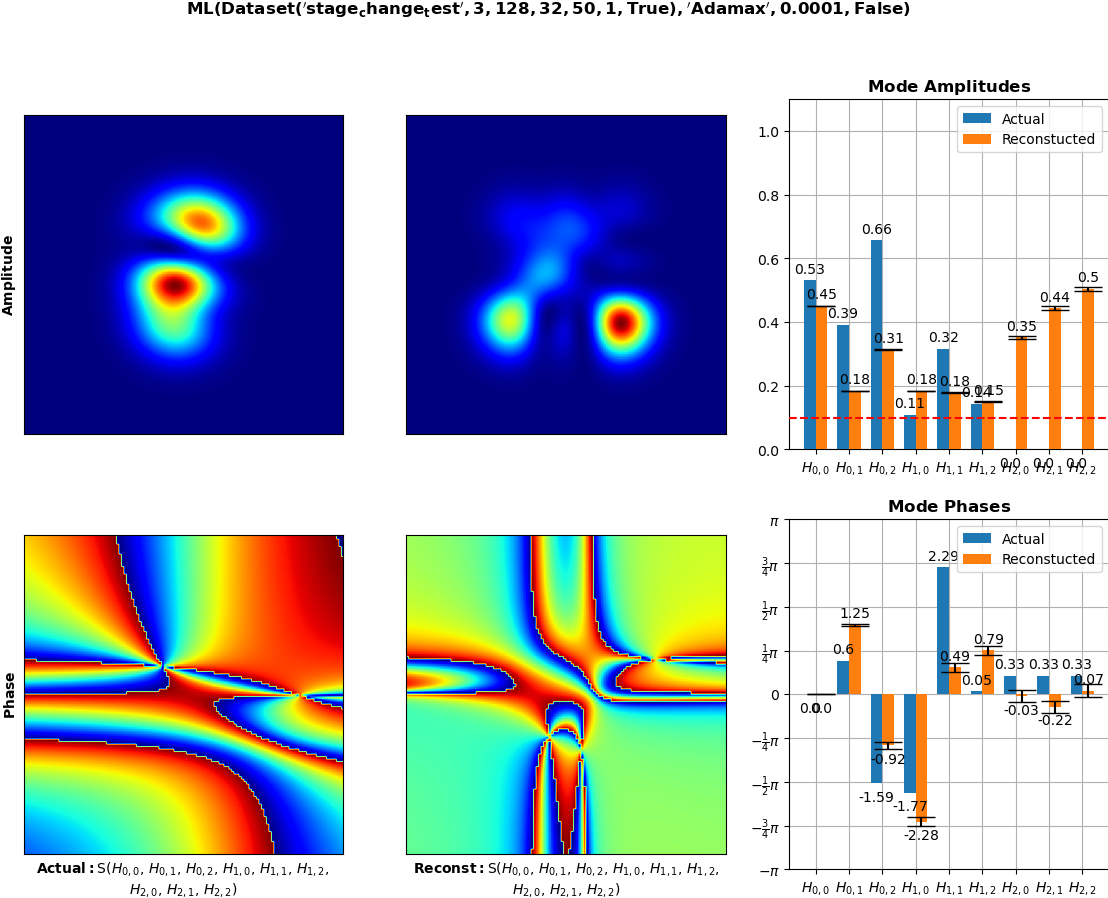 ML(Dataset('stage_change_test', 3, 128, 32, 50, 1, True), 'Adamax', 0.0001, False)
Amplitude
Mode Amplitudes
Actual
Reconstucted
1.0
0.8
0.6
0.4
0.2
0.0
0.53
0.45
0.39
0.18
0.66
0.31
0.11
0.18
0.32
0.18
0.14
0.15
0.0
0.35
0.0
0.44
0.0
0.5
H0,0 H0,1 H0,2 H1,0 H1,1 H1,2 H2,0 H2,1 H2,2
Phase
Mode Phases
Actual
Reconstucted
π
3/4π
1/2π
1/4π
0
−1/4π
−1/2π
−3/4π
−π
0.0
0.0
0.6
1.25
-1.59
-0.92
-1.77
-2.28
2.29
0.49
0.05
0.79
0.33
-0.03
0.33
-0.22
0.33
0.07
H0,0 H0,1 H0,2 H1,0 H1,1 H1,2 H2,0 H2,1 H2,2
Actual: S(H0,0, H0,1, H0,2, H1,0, H1,1, H1,2,
H2,0, H2,1, H2,2)
Reconst: S(H0,0, H0,1, H0,2, H1,0, H1,1, H1,2,
H2,0, H2,1, H2,2)